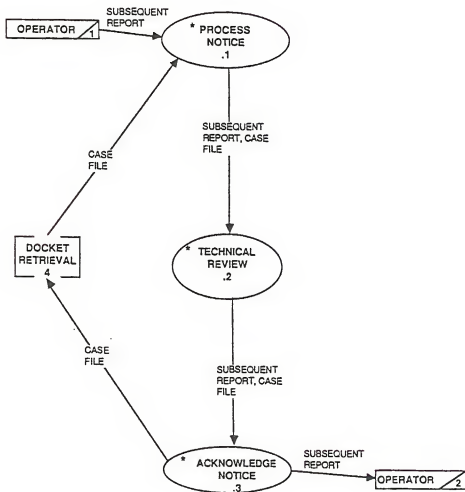 SUBSEQUENT
REPORT
OPERATOR 1
* PROCESS
NOTICE
.1
SUBSEQUENT
REPORT, CASE
FILE
CASE
FILE
DOCKET
RETRIEVAL
4
* TECHNICAL
REVIEW
.2
CASE
FILE
SUBSEQUENT
REPORT, CASE
FILE
* ACKNOWLEDGE
NOTICE
.3
SUBSEQUENT
REPORT
OPERATOR 2